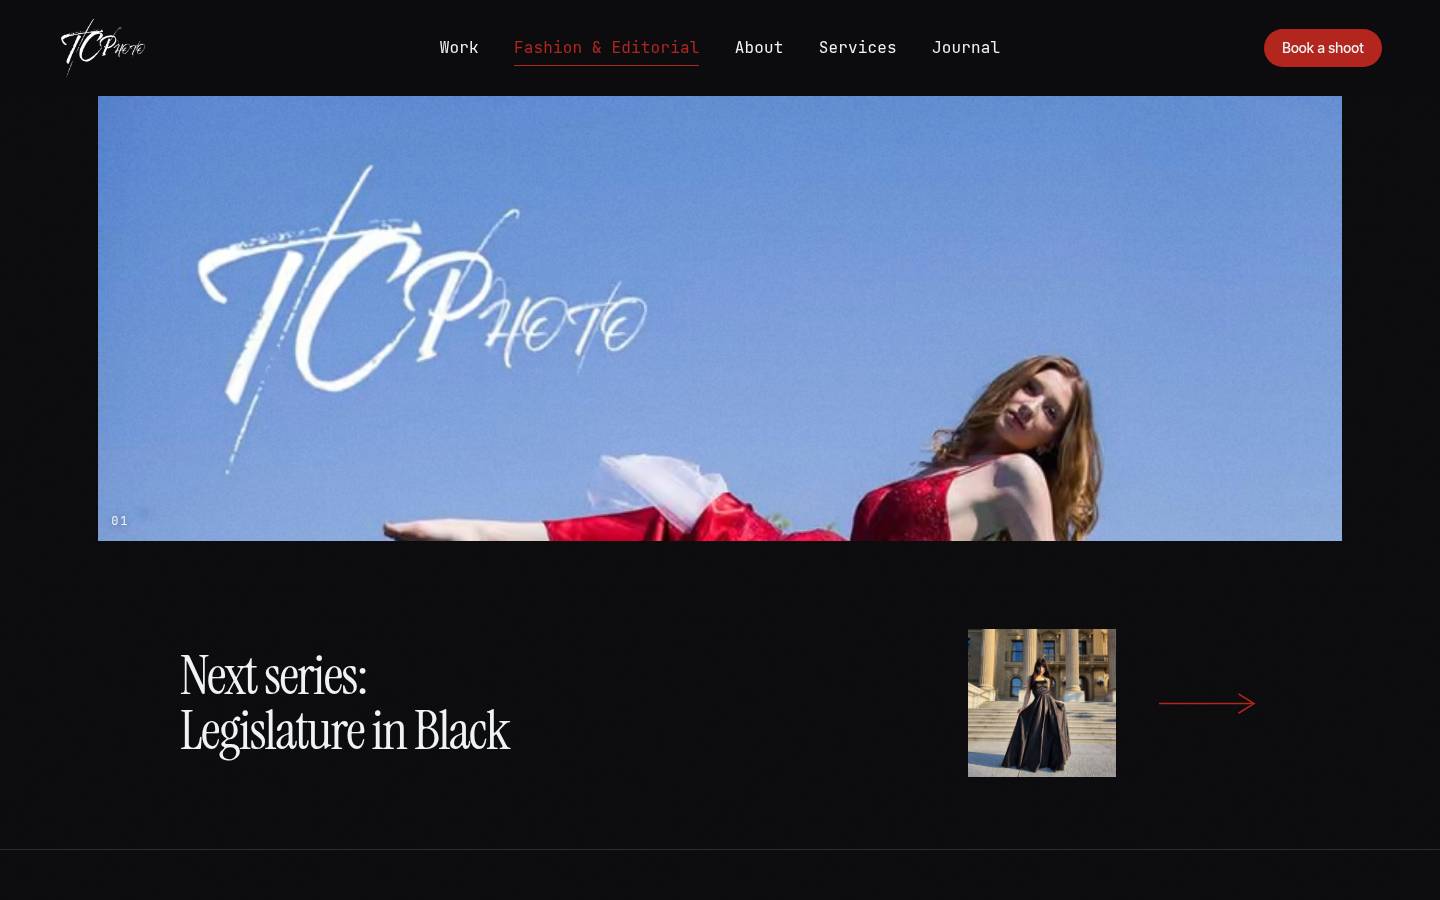 TCPHOTO
Work
Fashion & Editorial
About
Services
Journal
Book a shoot
TCPHOTO
01
Next series:
Legislature in Black